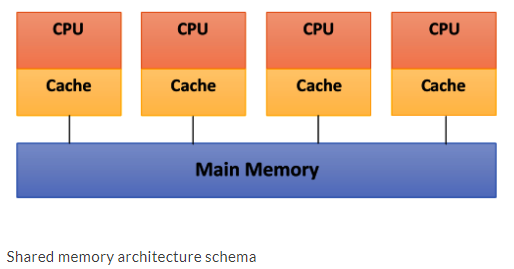 CPU CPU CPU CPU
Cache Cache Cache Cache
Main Memory
Shared memory architecture schema